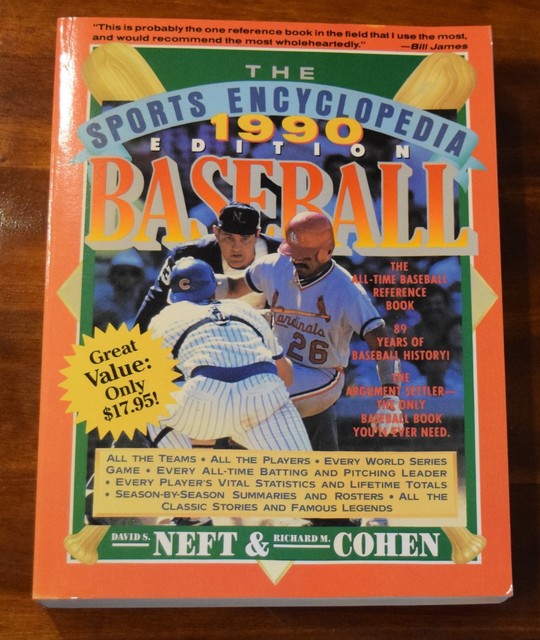 "This is probably the one reference book in the field that I use the most,
and would recommend the most wholeheartedly."
—Bill James
THE
SPORTS ENCYCLOPEDIA
1990
EDITION
BASEBALL
N
C
Cardinals
26
THE
ALL-TIME BASEBALL
REFERENCE
BOOK
89
YEARS OF
BASEBALL HISTORY!
THE
ARGUMENT SETTLER—
THE ONLY
BASEBALL BOOK
YOU'LL EVER NEED.
Great
Value:
Only
$17.95!
ALL THE TEAMS • ALL THE PLAYERS • EVERY WORLD SERIES
GAME • EVERY ALL-TIME BATTING AND PITCHING LEADER
• EVERY PLAYER'S VITAL STATISTICS AND LIFETIME TOTALS
• SEASON-BY-SEASON SUMMARIES AND ROSTERS • ALL THE
CLASSIC STORIES AND FAMOUS LEGENDS
DAVID S. NEFT & RICHARD M. COHEN